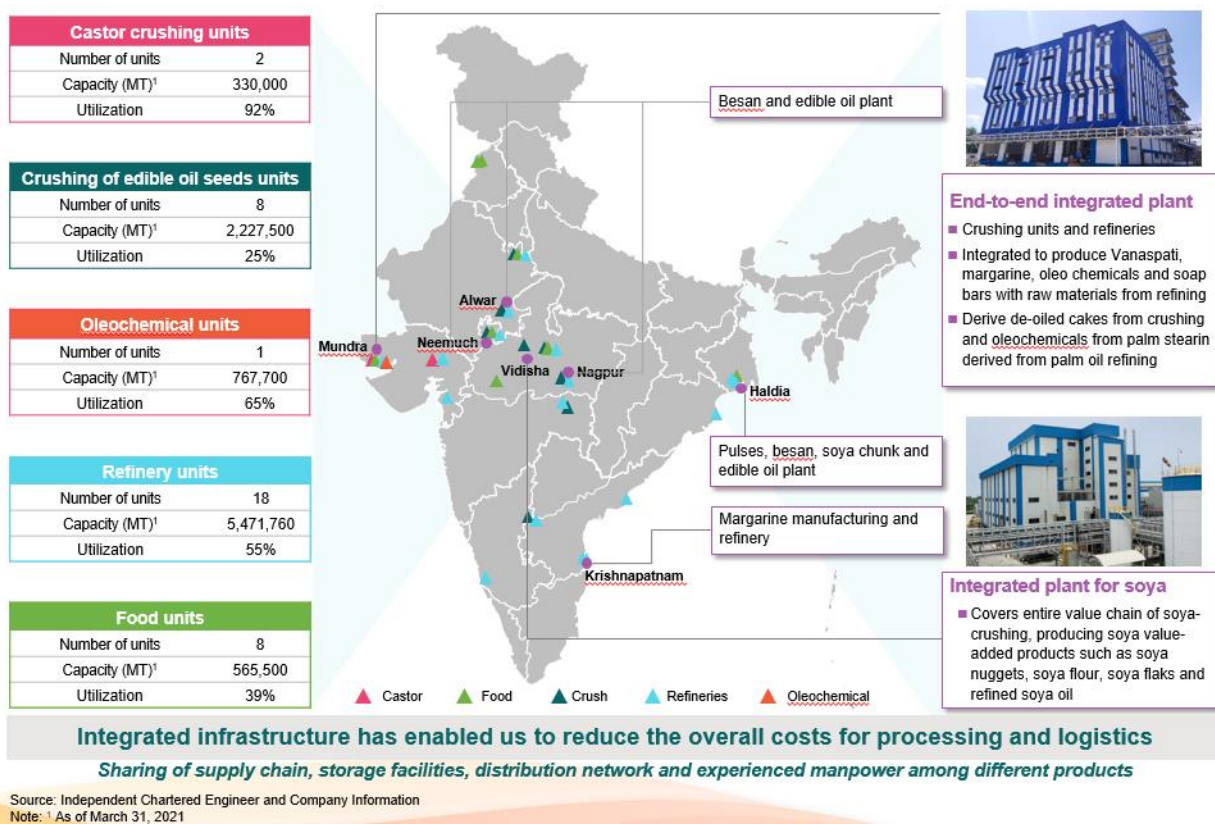 Castor crushing units
Number of units 2
Capacity (MT)¹ 330,000
Utilization 92%
Crushing of edible oil seeds units
Number of units 8
Capacity (MT)¹ 2,227,500
Utilization 25%
Oleochemical units
Number of units 1
Capacity (MT)¹ 767,700
Utilization 65%
Refinery units
Number of units 18
Capacity (MT)¹ 5,471,760
Utilization 55%
Food units
Number of units 8
Capacity (MT)¹ 565,500
Utilization 39%
Alwar
Mundra
Neemuch
Vidisha
Nagpur
Haldia
Krishnapatnam
Castor
Food
Crush
Refineries
Oleochemical
Besan and edible oil plant
Pulses, besan, soya chunk and
edible oil plant
Margarine manufacturing and
refinery
End-to-end integrated plant
Crushing units and refineries
Integrated to produce Vanaspati,
margarine, oleo chemicals and soap
bars with raw materials from refining
Derive de-oiled cakes from crushing
and oleochemicals from palm stearin
derived from palm oil refining
Integrated plant for soya
Covers entire value chain of soya-
crushing, producing soya value-
added products such as soya
nuggets, soya flour, soya flaks and
refined soya oil
Integrated infrastructure has enabled us to reduce the overall costs for processing and logistics
Sharing of supply chain, storage facilities, distribution network and experienced manpower among different products
Source: Independent Chartered Engineer and Company Information
Note: ¹ As of March 31, 2021